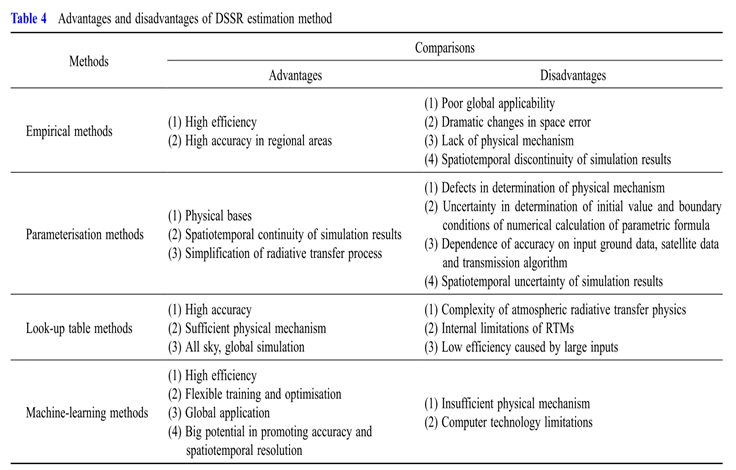 Table 4 Advantages and disadvantages of DSSR estimation method
Methods
Comparisons
Advantages
Disadvantages
Empirical methods
(1) High efficiency
(2) High accuracy in regional areas
(1) Poor global applicability
(2) Dramatic changes in space error
(3) Lack of physical mechanism
(4) Spatiotemporal discontinuity of simulation results
Parameterisation methods
(1) Physical bases
(2) Spatiotemporal continuity of simulation results
(3) Simplification of radiative transfer process
(1) Defects in determination of physical mechanism
(2) Uncertainty in determination of initial value and boundary
conditions of numerical calculation of parametric formula
(3) Dependence of accuracy on input ground data, satellite data
and transmission algorithm
(4) Spatiotemporal uncertainty of simulation results
Look-up table methods
(1) High accuracy
(2) Sufficient physical mechanism
(3) All sky, global simulation
(1) Complexity of atmospheric radiative transfer physics
(2) Internal limitations of RTMs
(3) Low efficiency caused by large inputs
Machine-learning methods
(1) High efficiency
(2) Flexible training and optimisation
(3) Global application
(4) Big potential in promoting accuracy and
spatiotemporal resolution
(1) Insufficient physical mechanism
(2) Computer technology limitations